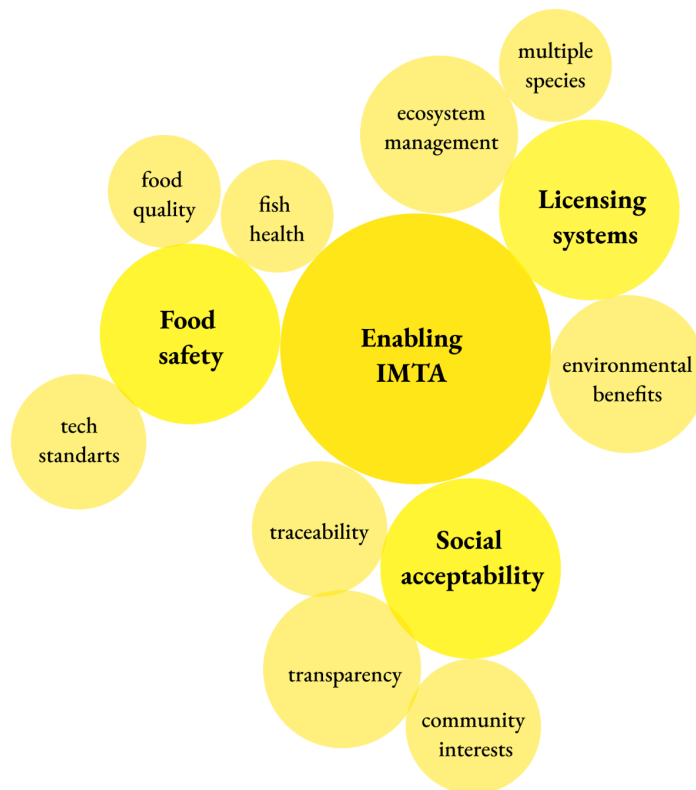 multiple
species
ecosystem
management
Licensing
systems
food
quality
fish
health
Food
safety
Enabling
IMTA
environmental
benefits
tech
standarts
traceability
Social
acceptability
transparency
community
interests